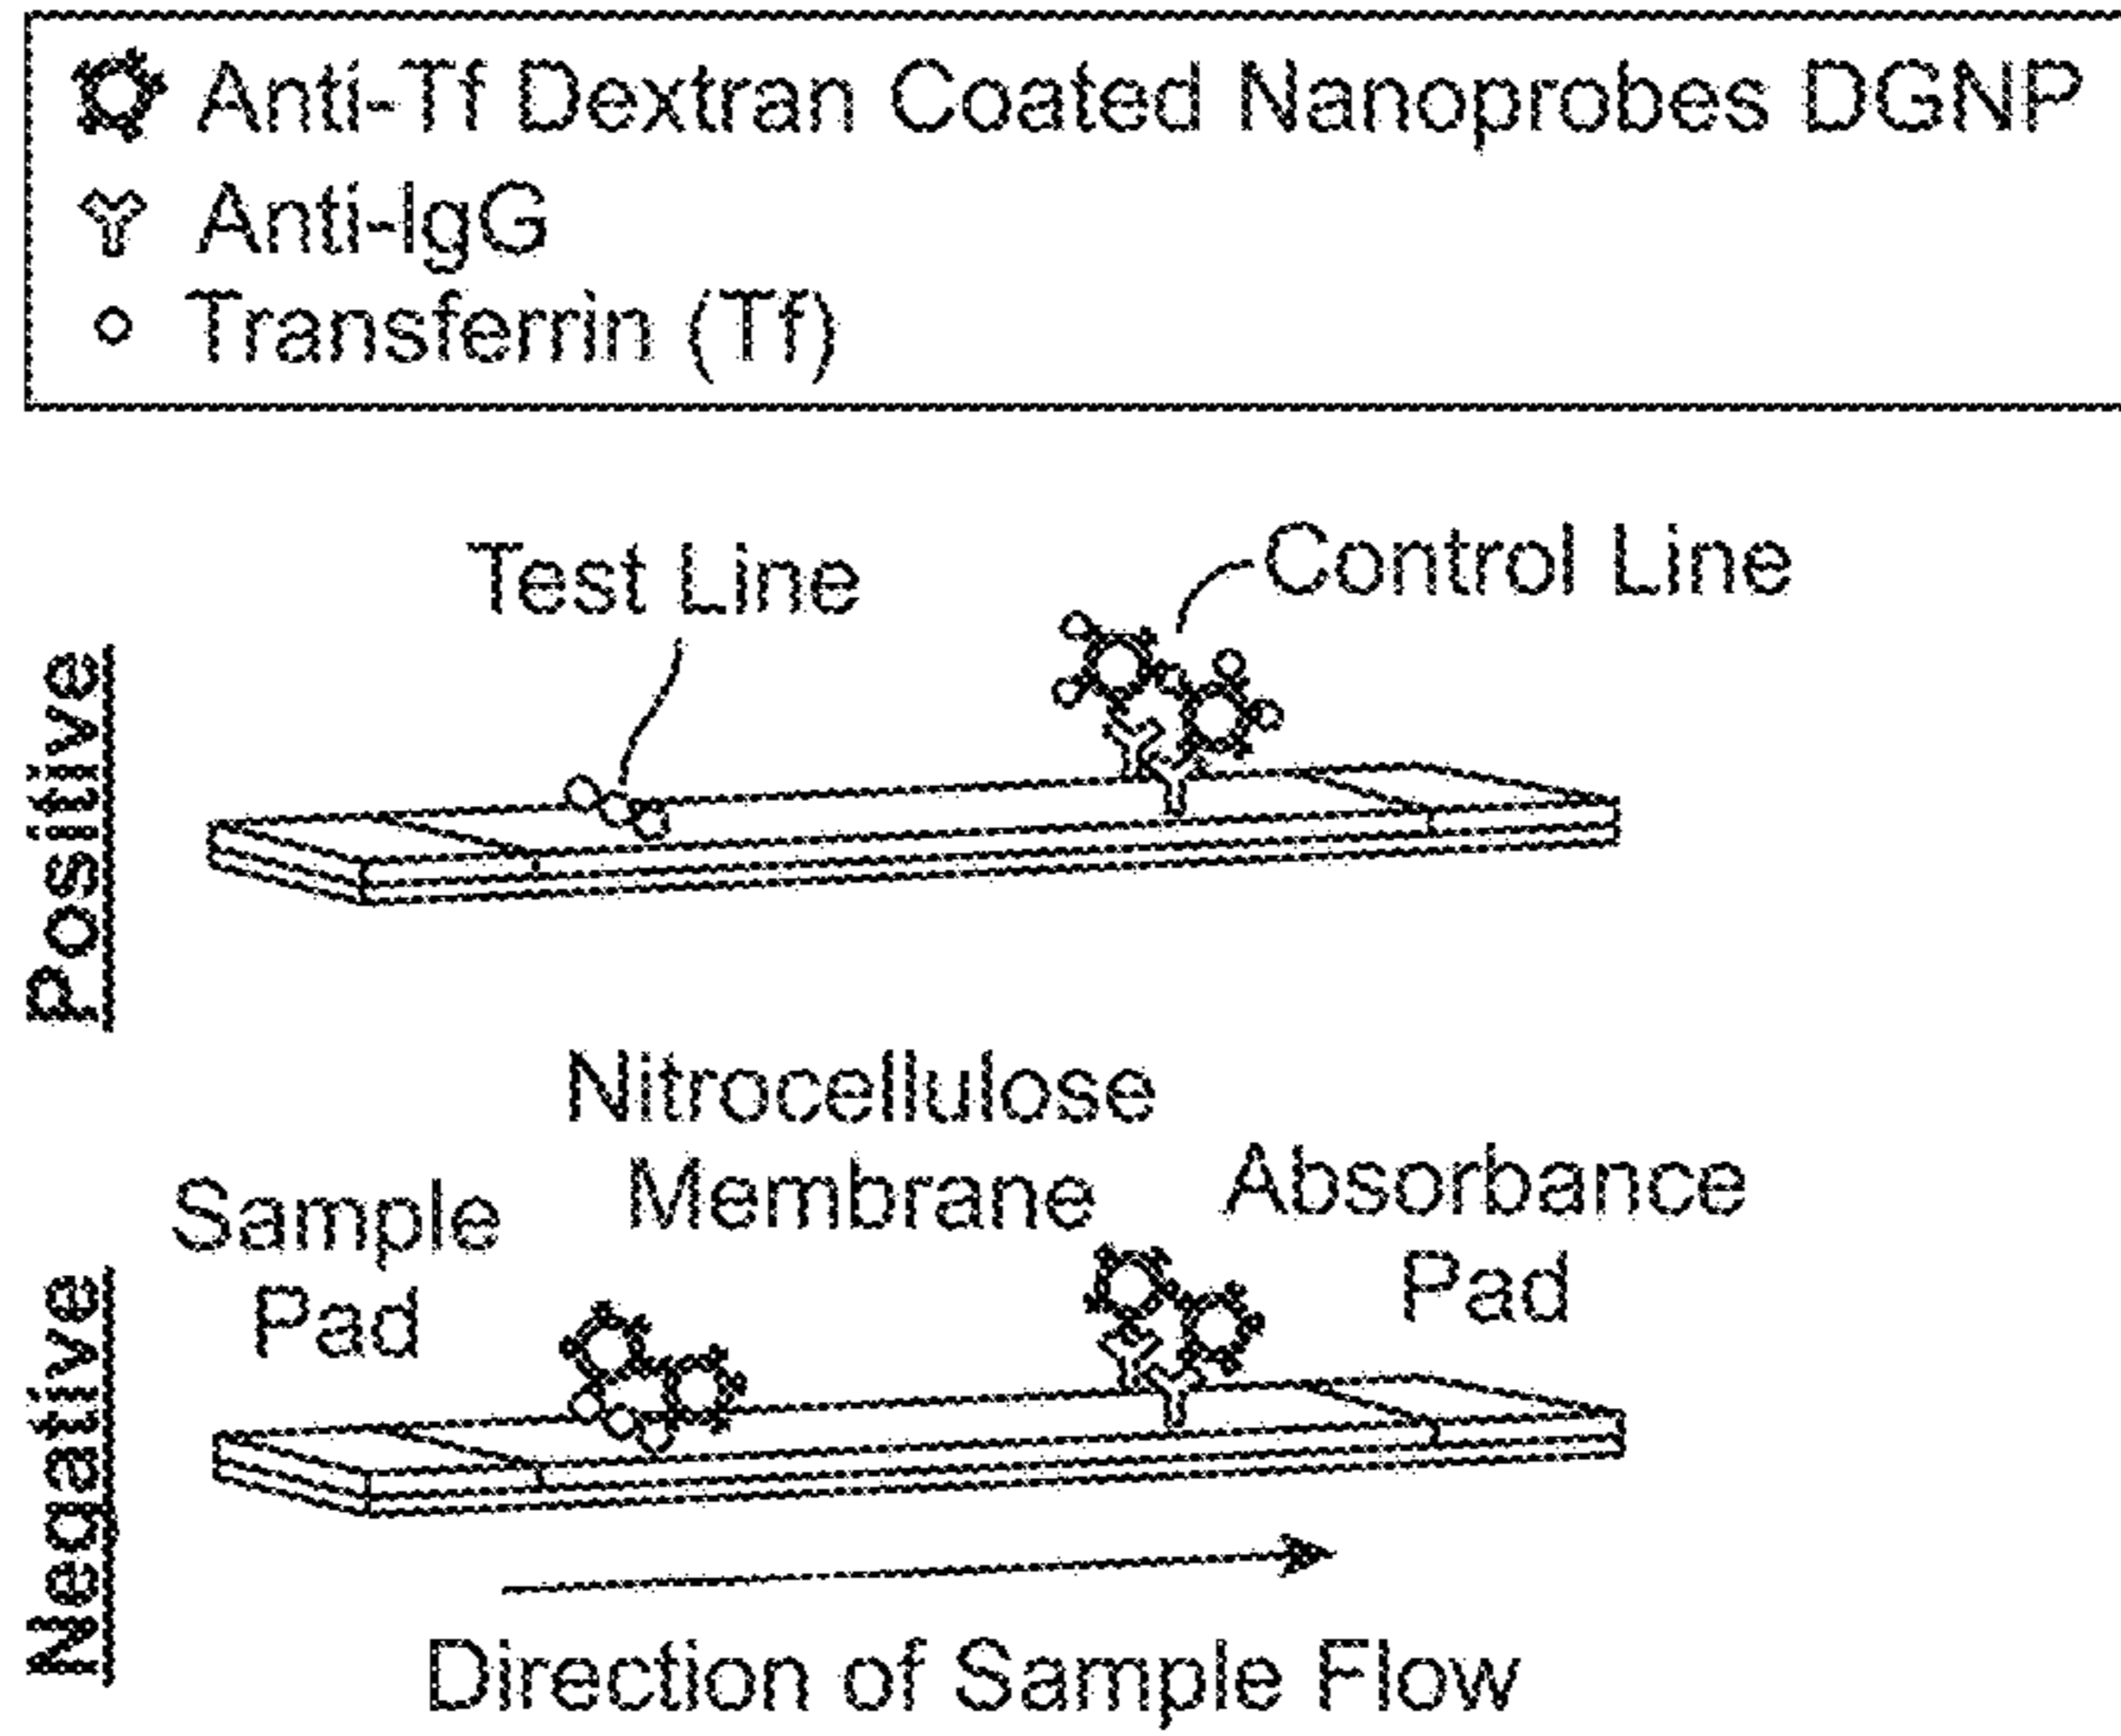 Anti-Tf Dextran Coated Nanoprobes DGNP
Anti-IgG
Transferrin (Tf)
Positive
Test Line
Control Line
Negative
Sample
Pad
Nitrocellulose
Membrane
Absorbance
Pad
Direction of Sample Flow